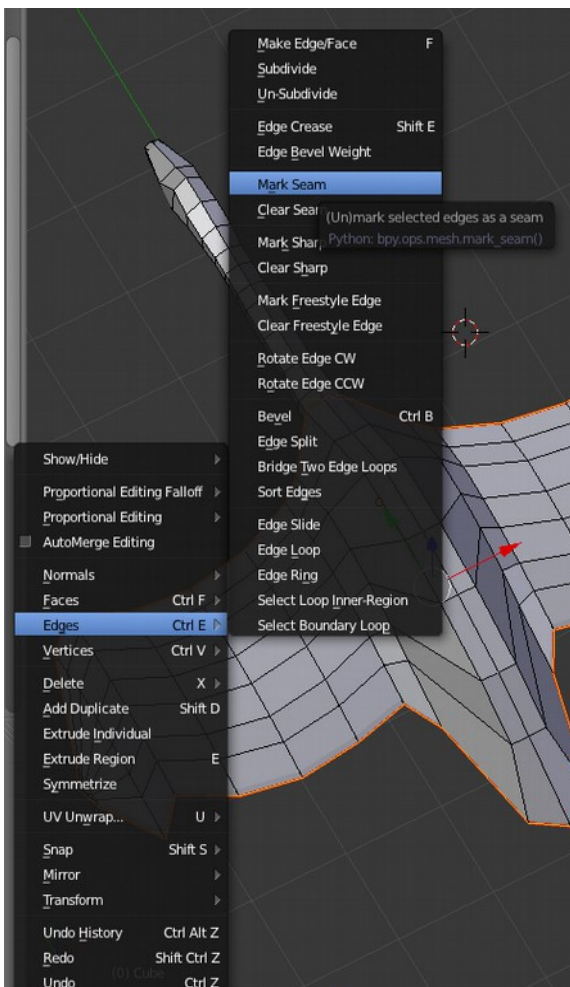 Make Edge/Face F
Subdivide
Un-Subdivide
Edge Crease Shift E
Edge Bevel Weight
Mark Seam
Clear Seam
(Un)mark selected edges as a seam
Python: bpy.ops.mesh.mark_seam()
Mark Sharp
Clear Sharp
Mark Freestyle Edge
Clear Freestyle Edge
Rotate Edge CW
Rotate Edge CCW
Bevel Ctrl B
Edge Split
Bridge Two Edge Loops
Sort Edges
Edge Slide
Edge Loop
Edge Ring
Select Loop Inner-Region
Select Boundary Loop
Show/Hide
Proportional Editing Falloff
Proportional Editing
AutoMerge Editing
Normals
Faces Ctrl F
Edges Ctrl E
Vertices Ctrl V
Delete X
Add Duplicate Shift D
Extrude Individual
Extrude Region E
Symmetrize
UV Unwrap... U
Snap Shift S
Mirror
Transform
Undo History Ctrl Alt Z
Redo Shift Ctrl Z
(0) Cube
Undo Ctrl Z